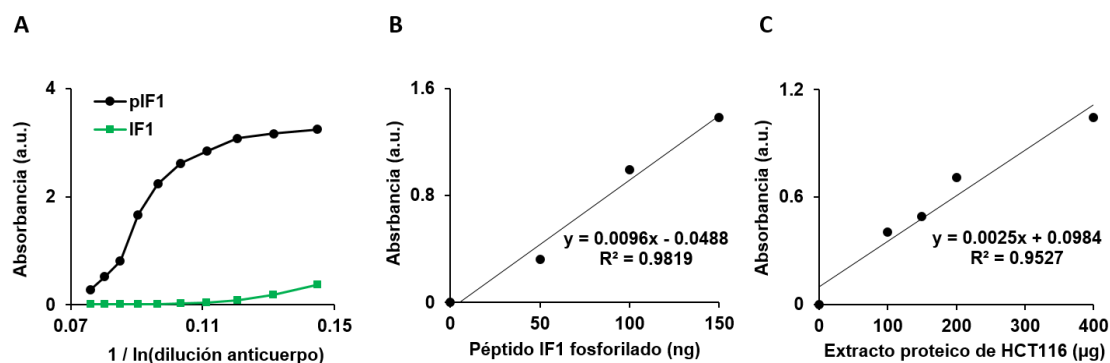 A
Absorbancia (a.u.)
4
2
0
pIF1
IF1
0.07
0.11
0.15
1 / ln(dilución anticuerpo)
B
Absorbancia (a.u.)
1.6
0.8
0
y = 0.0096x - 0.0488
R² = 0.9819
0
50
100
150
Péptido IF1 fosforilado (ng)
C
Absorbancia (a.u.)
1.2
0.6
0
y = 0.0025x + 0.0984
R² = 0.9527
0
100
200
300
400
Extracto proteico de HCT116 (µg)